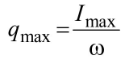 q_max = I_max / ω